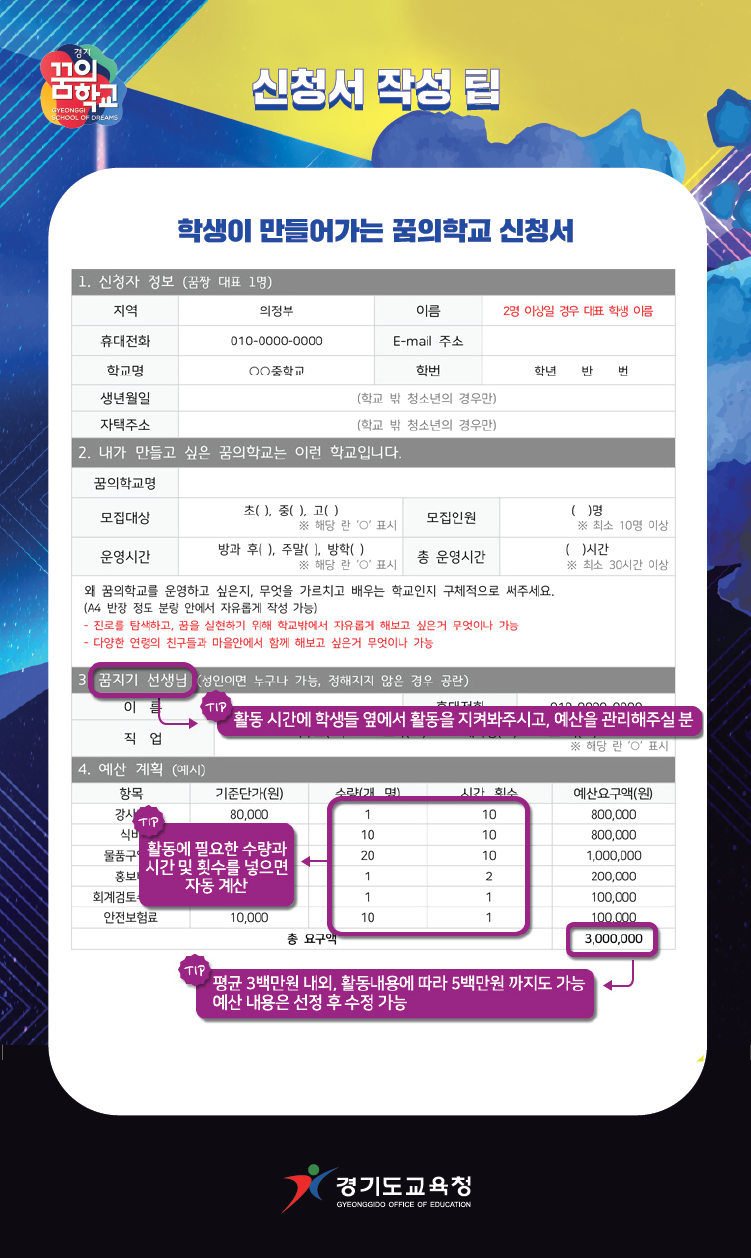 경기
꿈의
학교
GYEONGGI
SCHOOL OF DREAMS
신청서 작성 팁
학생이 만들어가는 꿈의학교 신청서
1. 신청자 정보 (꿈짱 대표 1명)
지역 의정부 이름 2명 이상일 경우 대표 학생 이름
휴대전화 010-0000-0000 E-mail 주소
학교명 ○○중학교 학번 학년 반 번
생년월일 (학교 밖 청소년의 경우만)
자택주소 (학교 밖 청소년의 경우만)
2. 내가 만들고 싶은 꿈의학교는 이런 학교입니다.
꿈의학교명
모집대상 초( ), 중( ), 고( ) 모집인원 ( )명
※ 해당 란 ‘○’ 표시 ※ 최소 10명 이상
운영시간 방과 후( ), 주말( ), 방학( ) 총 운영시간 ( )시간
※ 해당 란 ‘○’ 표시 ※ 최소 30시간 이상
왜 꿈의학교를 운영하고 싶은지, 무엇을 가르치고 배우는 학교인지 구체적으로 써주세요.
(A4 반장 정도 분량 안에서 자유롭게 작성 가능)
- 진로를 탐색하고, 꿈을 실현하기 위해 학교밖에서 자유롭게 해보고 싶은거 무엇이나 가능
- 다양한 연령의 친구들과 마을안에서 함께 해보고 싶은거 무엇이나 가능
3 꿈지기 선생님 (성인이면 누구나 가능, 정해지지 않은 경우 공란)
이 름 휴대전화 010-0000-0000
TIP 활동 시간에 학생들 옆에서 활동을 지켜봐주시고, 예산을 관리해주실 분
직 업
※ 해당 란 ‘○’ 표시
4. 예산 계획 (예시)
항목 기준단가(원) 수량(개, 명) 시간, 횟수 예산요구액(원)
강사 80,000 1 10 800,000
식비 10 10 800,000
물품구 20 10 1,000,000
홍보 1 2 200,000
회계검토 1 1 100,000
안전보험료 10,000 10 1 100,000
TIP 활동에 필요한 수량과
시간 및 횟수를 넣으면
자동 계산
총 요구액 3,000,000
TIP 평균 3백만원 내외, 활동내용에 따라 5백만원 까지도 가능
예산 내용은 선정 후 수정 가능
경기도교육청
GYEONGGIDO OFFICE OF EDUCATION